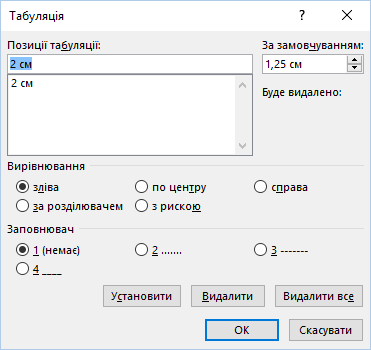 Табуляція
Позиції табуляції:
За замовчуванням:
2 см
1,25 см
2 см
Буде видалено:
Вирівнювання
зліва
по центру
справа
за розділювачем
з рискою
Заповнювач
1 (немає)
2 .......
3 -------
4 ____
Установити
Видалити
Видалити все
ОК
Скасувати